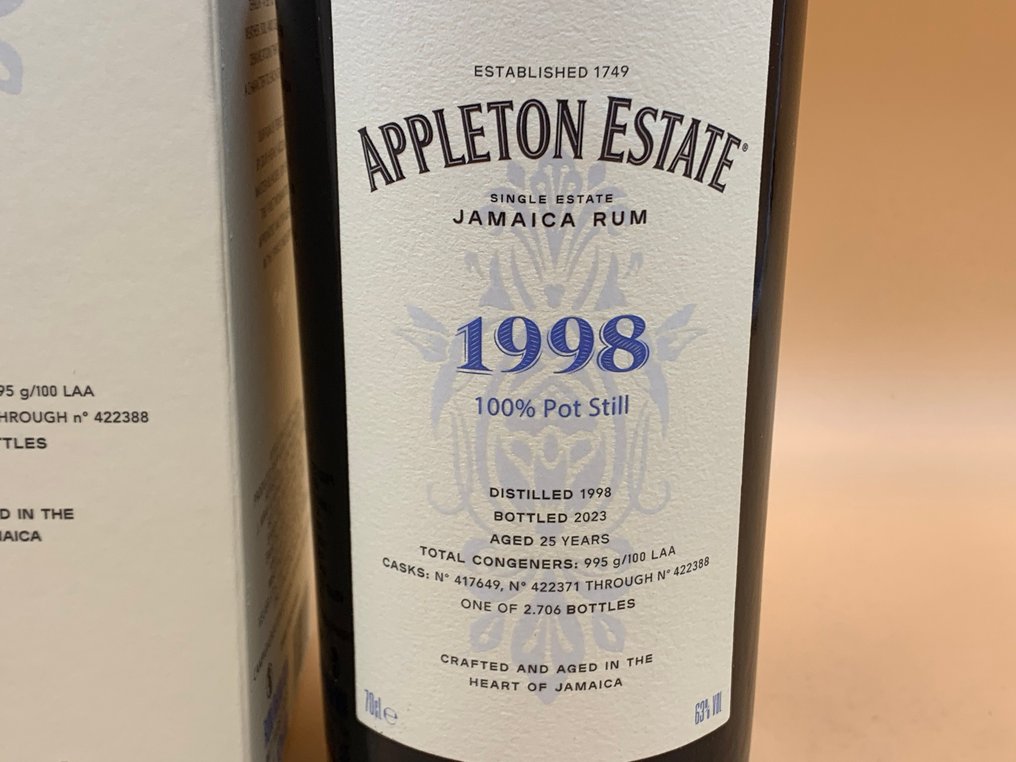 95 g/100 LAA
HROUGH n° 422388
TTLES
D IN THE
AICA
ESTABLISHED 1749
APPLETON ESTATE®
SINGLE ESTATE
JAMAICA RUM
1998
100% Pot Still
DISTILLED 1998
BOTTLED 2023
AGED 25 YEARS
TOTAL CONGENERS: 995 g/100 LAA
CASKS: N° 417649, N° 422371 THROUGH N° 422388
ONE OF 2.706 BOTTLES
CRAFTED AND AGED IN THE
HEART OF JAMAICA
70cl e
63% VOL